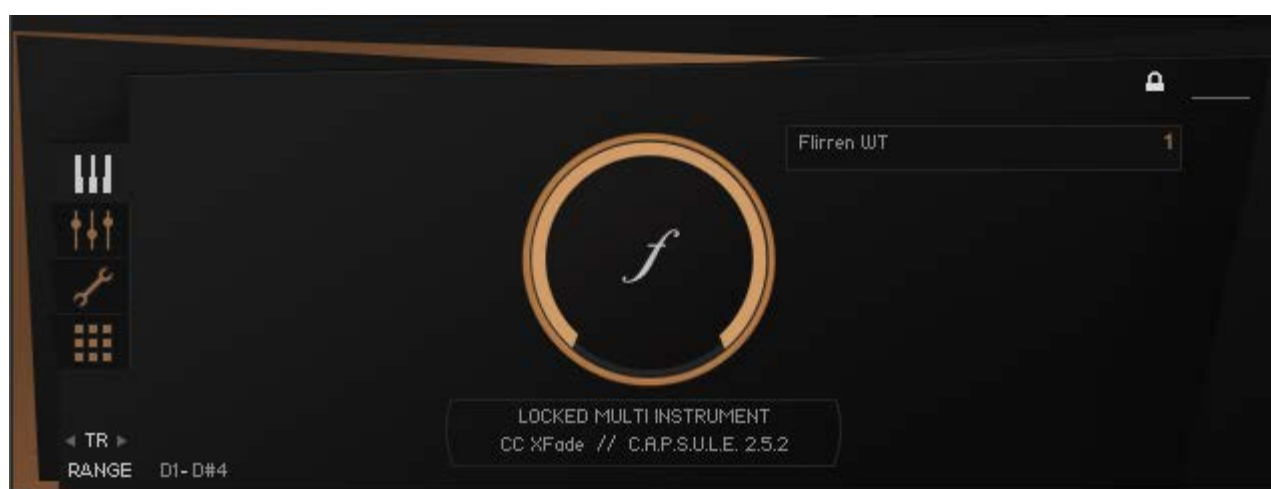 Flirren WT 1
f
LOCKED MULTI INSTRUMENT
CC XFade // C.A.P.S.U.L.E. 2.5.2
TR
RANGE D1-D#4